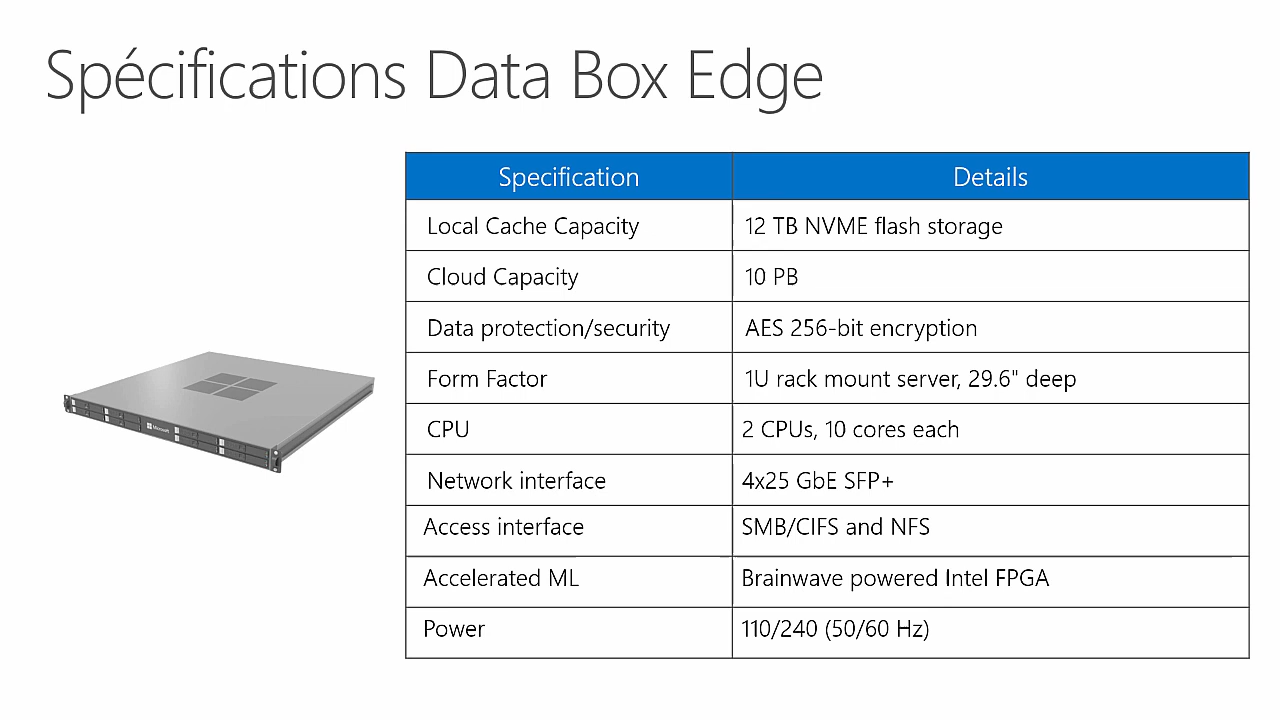 Spécifications Data Box Edge
Specification Details
Local Cache Capacity 12 TB NVME flash storage
Cloud Capacity 10 PB
Data protection/security AES 256-bit encryption
Form Factor 1U rack mount server, 29.6" deep
CPU 2 CPUs, 10 cores each
Network interface 4x25 GbE SFP+
Access interface SMB/CIFS and NFS
Accelerated ML Brainwave powered Intel FPGA
Power 110/240 (50/60 Hz)
Microsoft